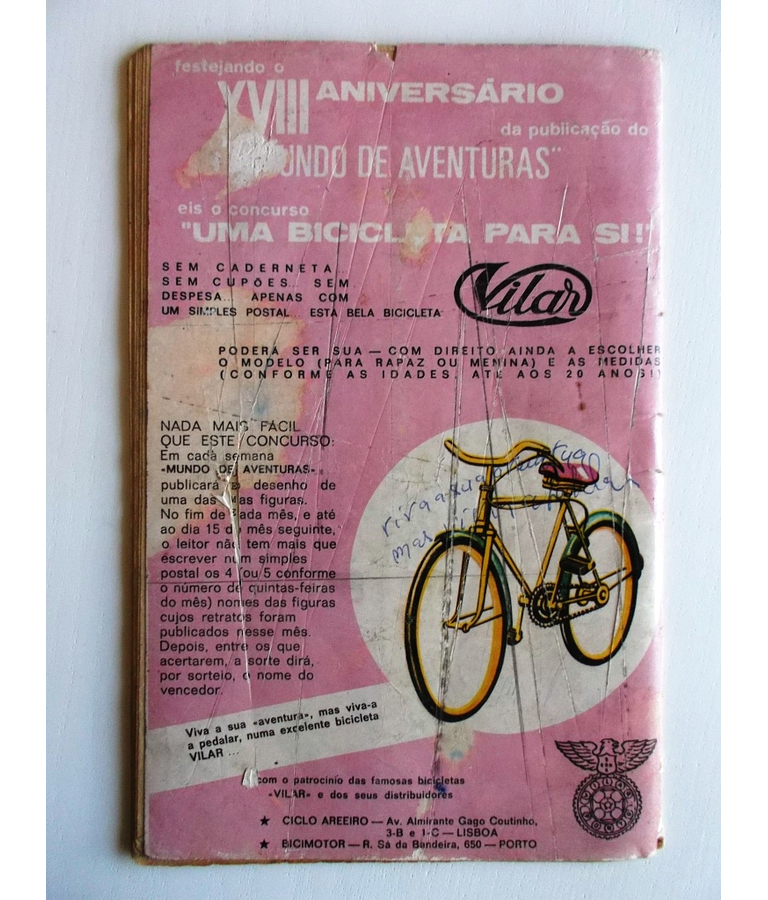 festejando o
XVIII ANIVERSÁRIO
da publicação do
MUNDO DE AVENTURAS"
eis o concurso
"UMA BICICLETA PARA SI!"
SEM CADERNETA...
SEM CUPÕES... SEM
DESPESA... APENAS COM
UM SIMPLES POSTAL... ESTA BELA BICICLETA
Vilar
PODERÁ SER SUA — COM DIREITO AINDA A ESCOLHER
O MODELO (PARA RAPAZ OU MENINA) E AS MEDIDAS
(CONFORME AS IDADES, ATÉ AOS 20 ANOS!)
NADA MAIS FÁCIL
QUE ESTE CONCURSO:
Em cada semana
«MUNDO DE AVENTURAS»
publicará o desenho de
uma das suas figuras.
No fim de cada mês, e até
ao dia 15 do mês seguinte,
o leitor não tem mais que
escrever num simples
postal os 4 (ou 5 conforme
o número de quintas-feiras
do mês) nomes das figuras
cujos retratos foram
publicados nesse mês.
Depois, entre os que
acertarem, a sorte dirá,
por sorteio, o nome do
vencedor.
viva a sua aventura
mas
Viva a sua «aventura», mas viva-a
a pedalar, numa excelente bicicleta
VILAR ...
com o patrocínio das famosas bicicletas
«VILAR» e dos seus distribuidores
★ CICLO AREEIRO — Av. Almirante Gago Coutinho,
3-B e 1-C — LISBOA
★ BICIMOTOR — R. Sá da Bandeira, 650 — PORTO